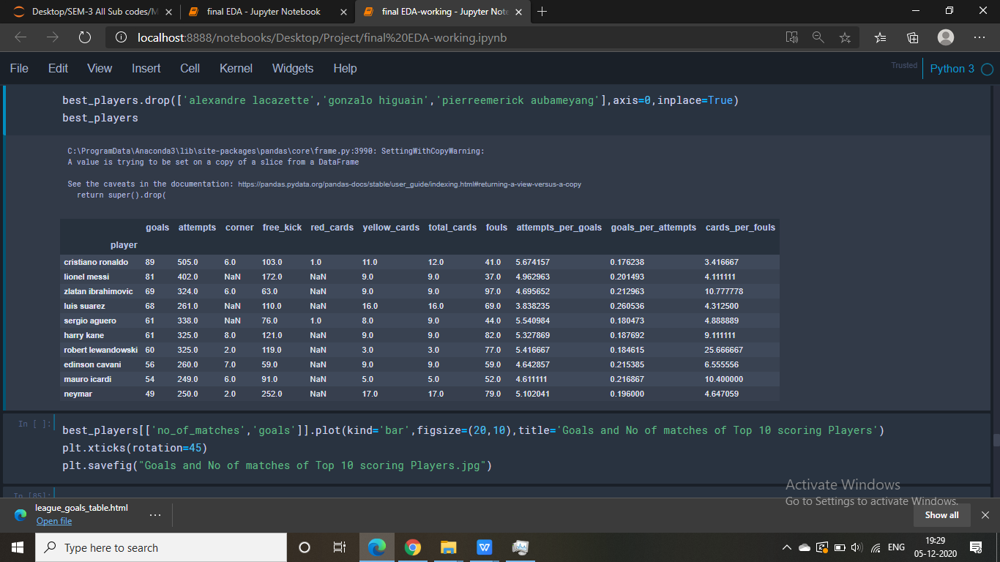 Desktop/SEM-3 All Sub codes/M
final EDA - Jupyter Notebook
final EDA-working - Jupyter Note
localhost:8888/notebooks/Desktop/Project/final%20EDA-working.ipynb
File Edit View Insert Cell Kernel Widgets Help Trusted Python 3
best_players.drop(['alexandre lacazette','gonzalo higuain','pierreemerick aubameyang'],axis=0,inplace=True)
best_players
C:\ProgramData\Anaconda3\lib\site-packages\pandas\core\frame.py:3990: SettingWithCopyWarning:
A value is trying to be set on a copy of a slice from a DataFrame
See the caveats in the documentation: https://pandas.pydata.org/pandas-docs/stable/user_guide/indexing.html#returning-a-view-versus-a-copy
return super().drop(
goals attempts corner free_kick red_cards yellow_cards total_cards fouls attempts_per_goals goals_per_attempts cards_per_fouls
player
cristiano ronaldo 89 505.0 6.0 103.0 1.0 11.0 12.0 41.0 5.674157 0.176238 3.416667
lionel messi 81 402.0 NaN 172.0 NaN 9.0 9.0 37.0 4.962963 0.201493 4.111111
zlatan ibrahimovic 69 324.0 6.0 63.0 NaN 9.0 9.0 97.0 4.695652 0.212963 10.777778
luis suarez 68 261.0 NaN 110.0 NaN 16.0 16.0 69.0 3.838235 0.260536 4.312500
sergio aguero 61 338.0 NaN 76.0 1.0 8.0 9.0 44.0 5.540984 0.180473 4.888889
harry kane 61 325.0 8.0 121.0 NaN 9.0 9.0 82.0 5.327869 0.187692 9.111111
robert lewandowski 60 325.0 2.0 119.0 NaN 3.0 3.0 77.0 5.416667 0.184615 25.666667
edinson cavani 56 260.0 7.0 59.0 NaN 9.0 9.0 59.0 4.642857 0.215385 6.555556
mauro icardi 54 249.0 6.0 91.0 NaN 5.0 5.0 52.0 4.611111 0.216867 10.400000
neymar 49 250.0 2.0 252.0 NaN 17.0 17.0 79.0 5.102041 0.196000 4.647059
In [ ]:
best_players[['no_of_matches','goals']].plot(kind='bar',figsize=(20,10),title='Goals and No of matches of Top 10 scoring Players')
plt.xticks(rotation=45)
plt.savefig("Goals and No of matches of Top 10 scoring Players.jpg")
In [85]:
Activate Windows
Go to Settings to activate Windows.
league_goals_table.html
Open file
Show all
Type here to search
ENG
19:29
05-12-2020